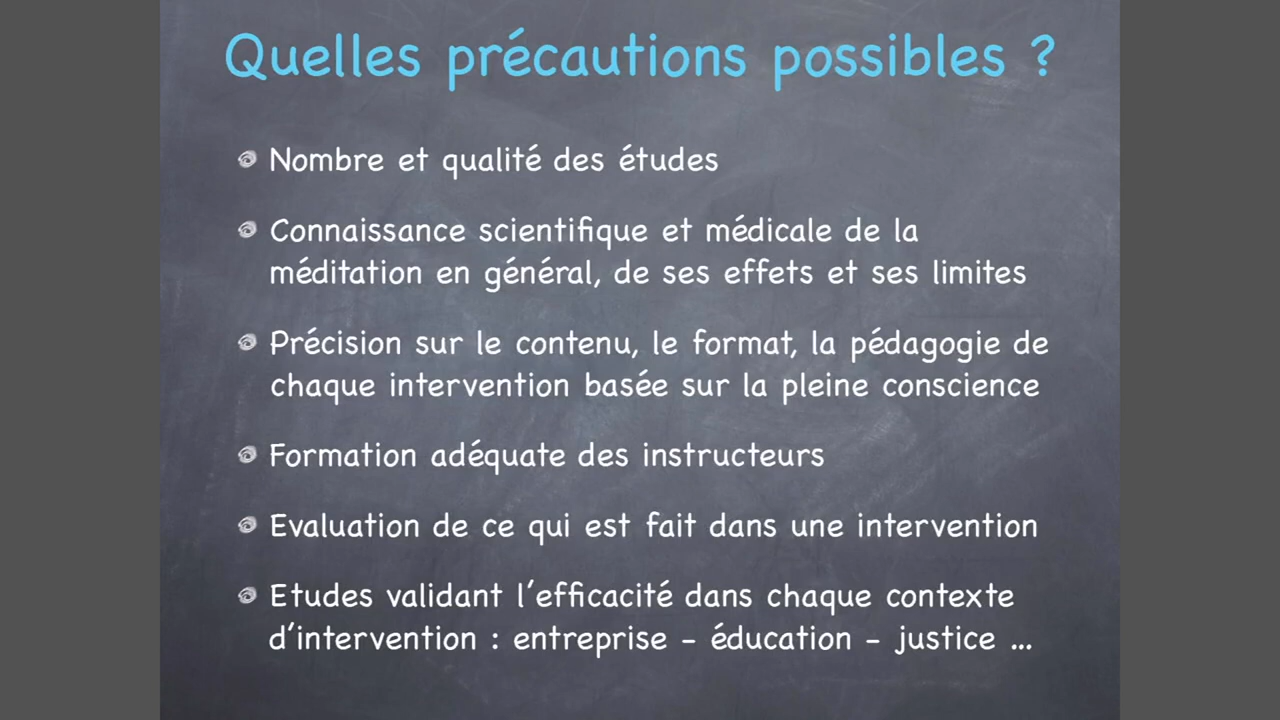 Quelles précautions possibles ?
Nombre et qualité des études
Connaissance scientifique et médicale de la
méditation en général, de ses effets et ses limites
Précision sur le contenu, le format, la pédagogie de
chaque intervention basée sur la pleine conscience
Formation adéquate des instructeurs
Evaluation de ce qui est fait dans une intervention
Etudes validant l’efficacité dans chaque contexte
d’intervention : entreprise – éducation – justice ...